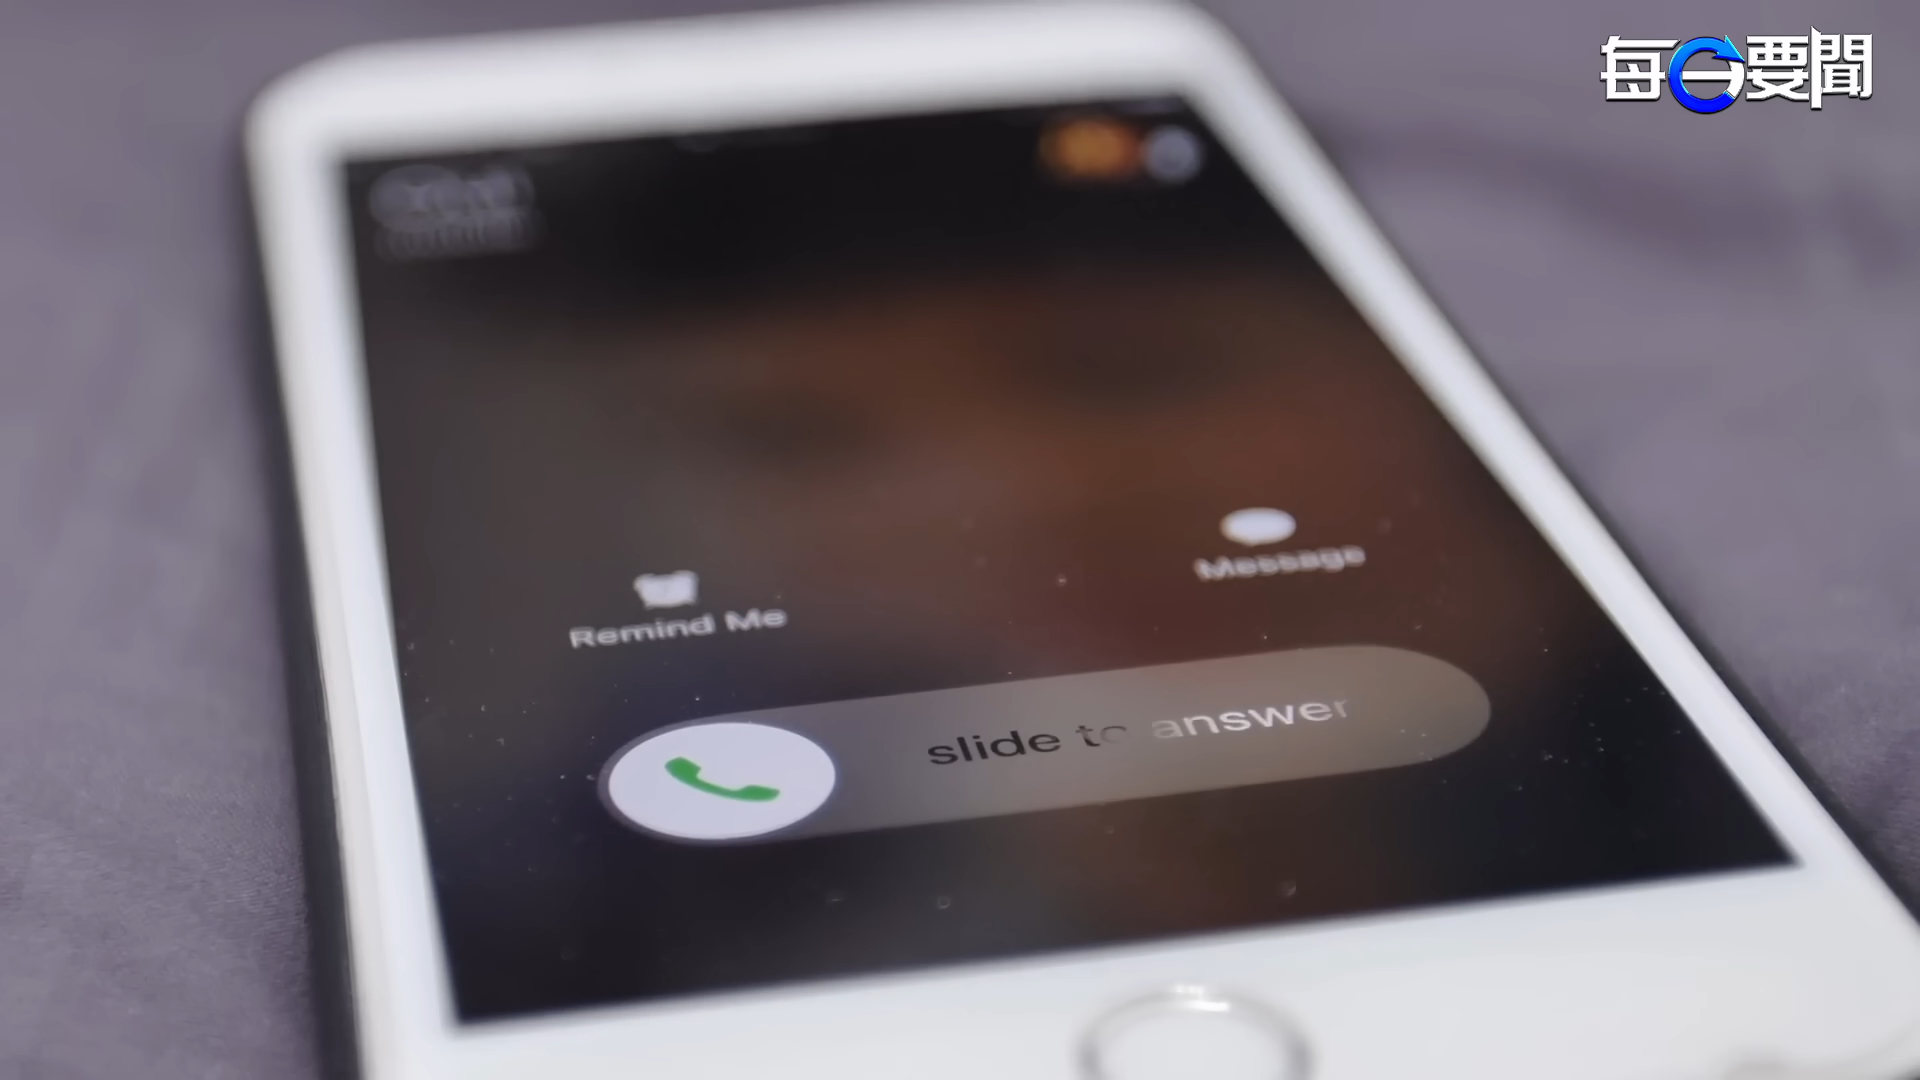 每日要聞
Message
Remind Me
slide to answer